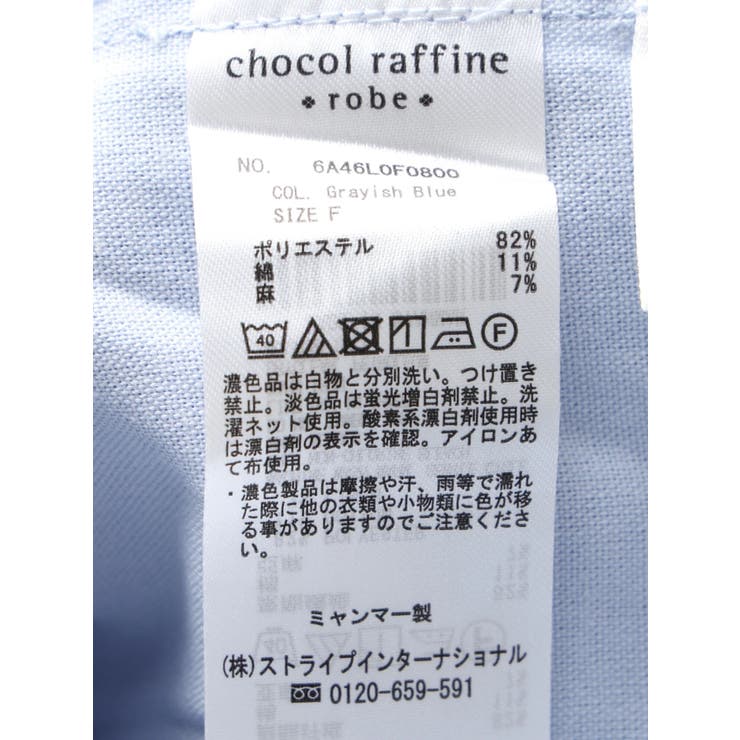 chocol raffine
robe
NO. 6A46L0F0800
COL. Grayish Blue
SIZE F
ポリエステル 82%
綿 11%
麻 7%
40 F
濃色品は白物と分別洗い。つけ置き
禁止。淡色品は蛍光増白剤禁止。洗
濯ネット使用。酸素系漂白剤使用時
は漂白剤の表示を確認。アイロンあ
て布使用。
・濃色製品は摩擦や汗、雨等で濡れ
た際に他の衣類や小物類に色が移
る事がありますのでご注意くださ
い。
ミャンマー製
(株)ストライプインターナショナル
0120-659-591